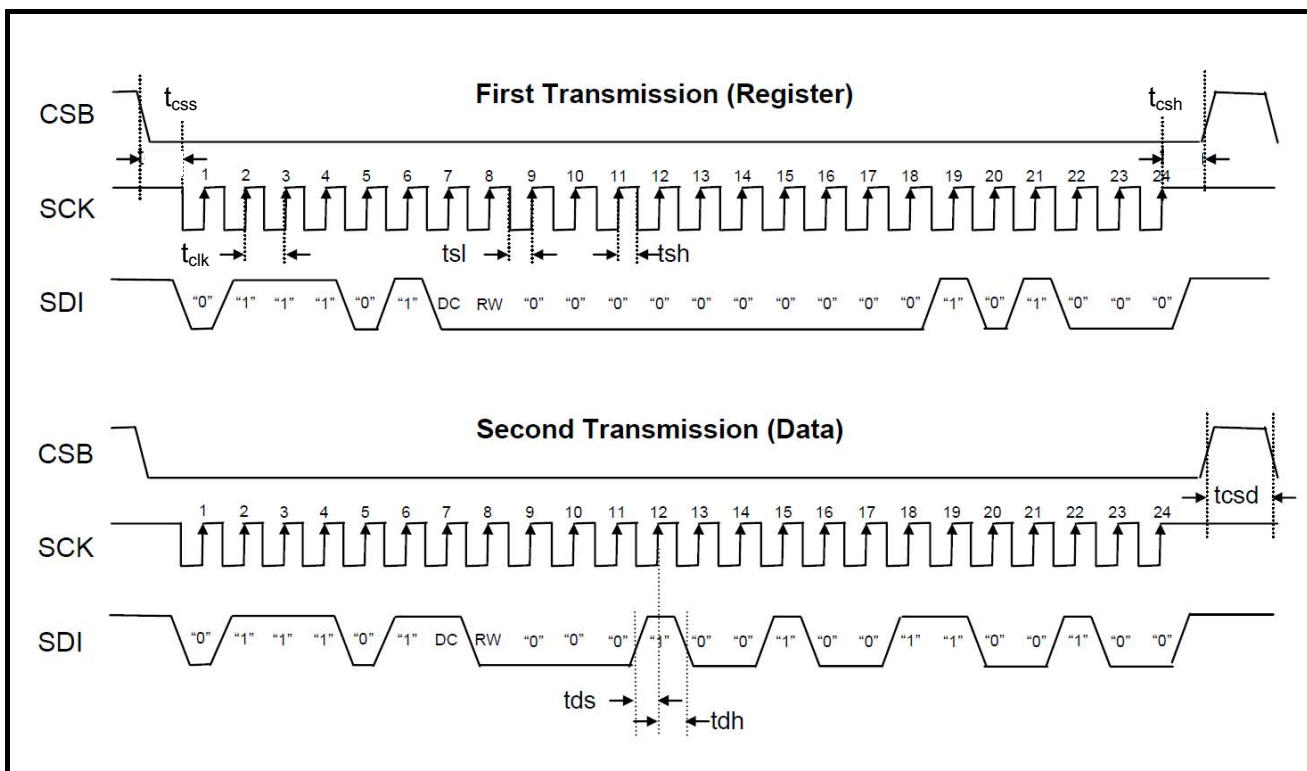 First Transmission (Register)
CSB
tcss
tcsh
1 2 3 4 5 6 7 8 9 10 11 12 13 14 15 16 17 18 19 20 21 22 23 24
SCK
tclk
tsl
tsh
SDI
“0” “1” “1” “1” “0” “1” DC RW “0” “0” “0” “0” “0” “0” “0” “0” “0” “0” “1” “0” “1” “0” “0” “0”
Second Transmission (Data)
CSB
tcsd
1 2 3 4 5 6 7 8 9 10 11 12 13 14 15 16 17 18 19 20 21 22 23 24
SCK
SDI
“0” “1” “1” “1” “0” “1” DC RW “0” “0” “0” “1” “0” “0” “1” “0” “0” “1” “1” “0” “0” “1” “0” “0”
tds
tdh